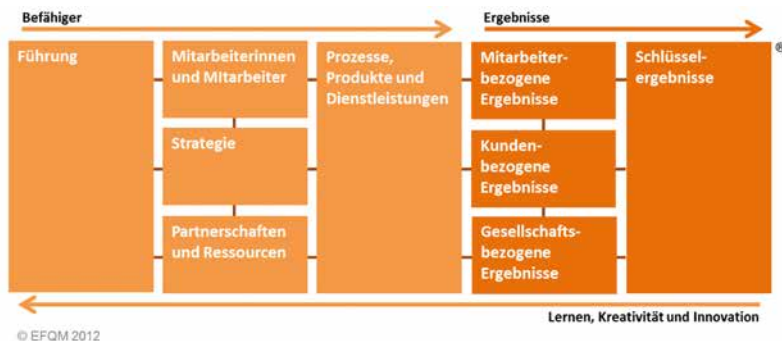 Befähiger
Ergebnisse
Führung
Mitarbeiterinnen
und MItarbeiter
Prozesse,
Produkte und
Dienstleistungen
Mitarbeiter-
bezogene
Ergebnisse
Schlüssel-
ergebnisse
®
Strategie
Kunden-
bezogene
Ergebnisse
Partnerschaften
und Ressourcen
Gesellschafts-
bezogene
Ergebnisse
Lernen, Kreativität und Innovation
© EFQM 2012